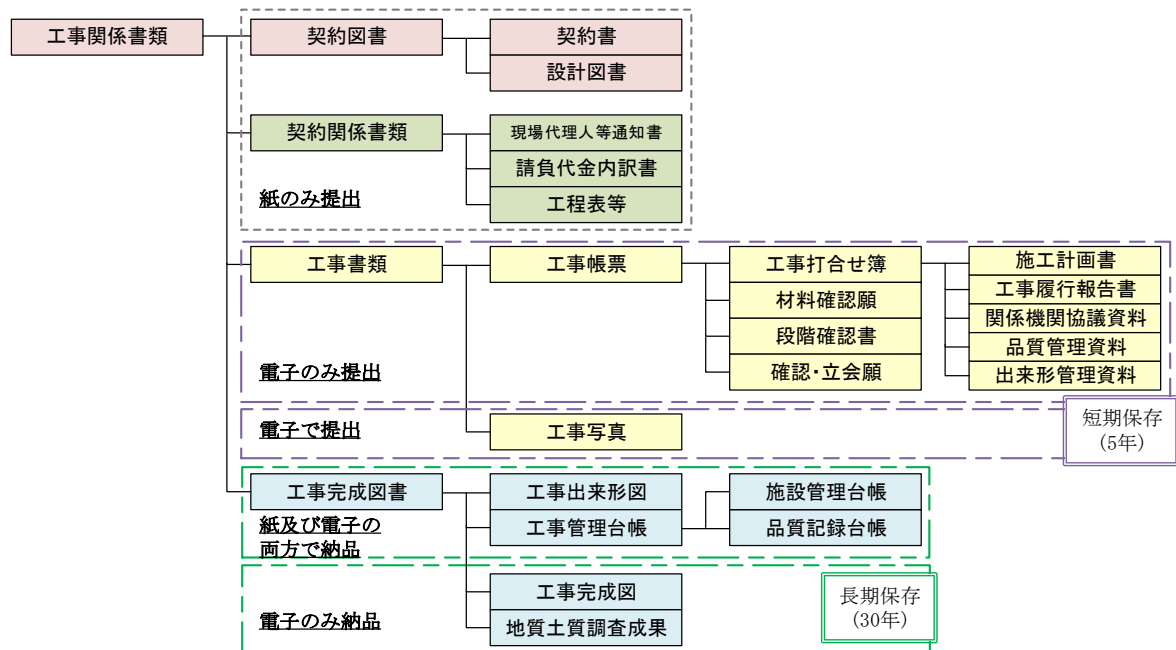 工事関係書類
契約図書
契約書
設計図書
契約関係書類
現場代理人等通知書
請負代金内訳書
工程表等
紙のみ提出
工事書類
工事帳票
工事打合せ簿
施工計画書
工事履行報告書
材料確認願
関係機関協議資料
段階確認書
品質管理資料
確認・立会願
出来形管理資料
電子のみ提出
電子で提出
工事写真
短期保存
(5年)
工事完成図書
工事出来形図
施設管理台帳
工事管理台帳
品質記録台帳
紙及び電子の
両方で納品
工事完成図
地質土質調査成果
電子のみ納品
長期保存
(30年)